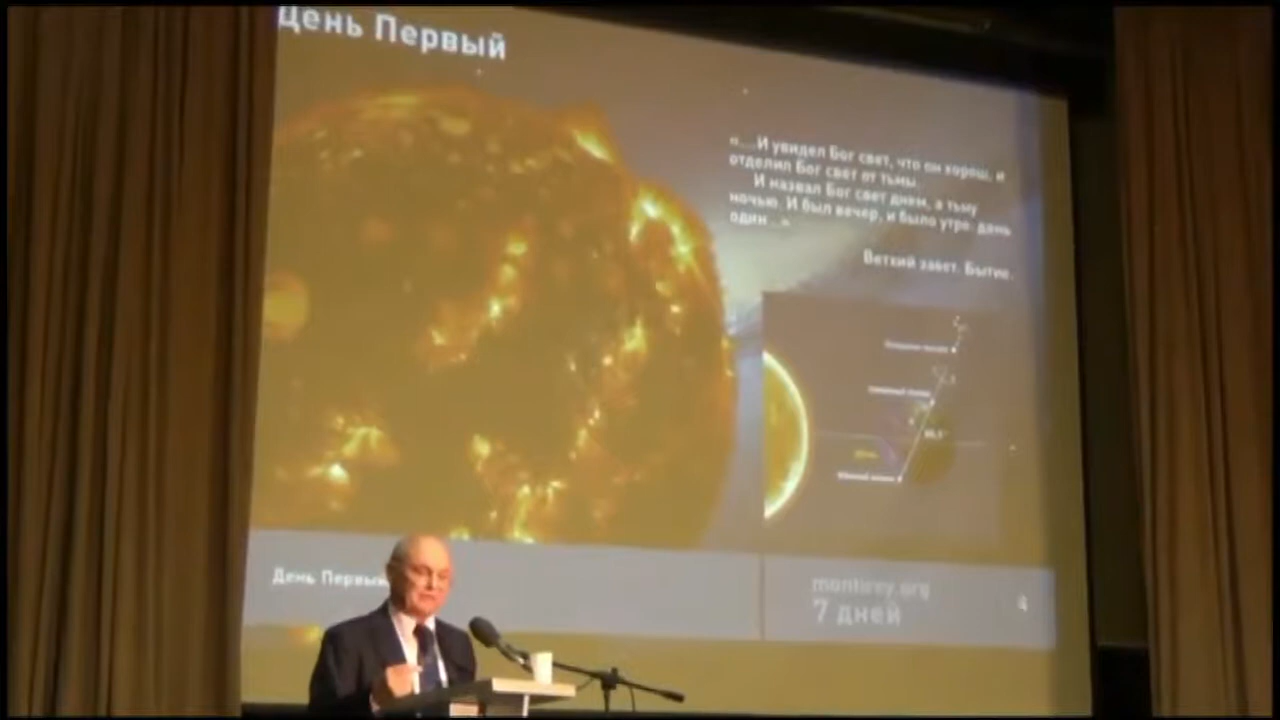 День Первый
«....И увидел Бог свет, что он хорош, и
отделил Бог свет от тьмы.
И назвал Бог свет днем, а тьму
ночью. И был вечер, и было утро: день
один ...»
Ветхий завет. Бытие.
День Первый
7 дней
4